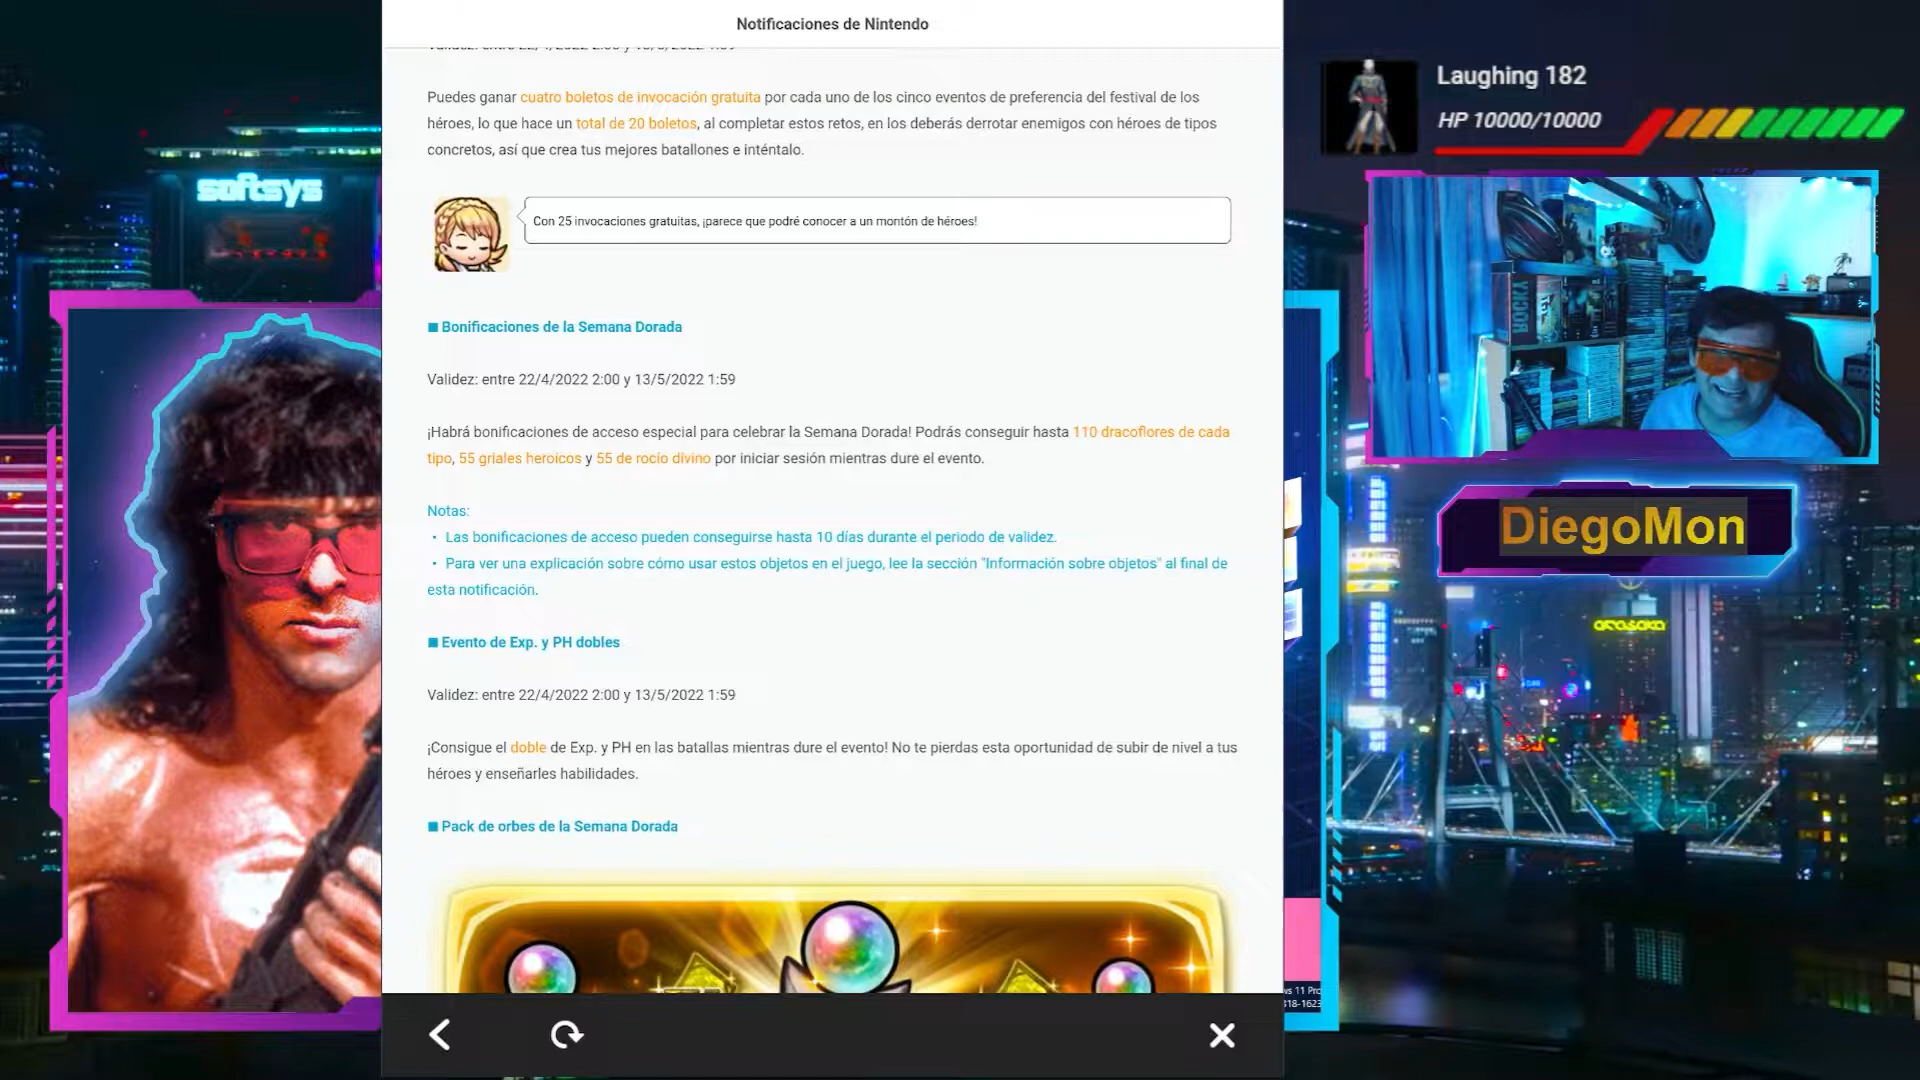 Notificaciones de Nintendo
Puedes ganar cuatro boletos de invocación gratuita por cada uno de los cinco eventos de preferencia del festival de los
héroes, lo que hace un total de 20 boletos, al completar estos retos, en los deberás derrotar enemigos con héroes de tipos
concretos, así que crea tus mejores batallones e inténtalo.
Con 25 invocaciones gratuitas, ¡parece que podré conocer a un montón de héroes!
■ Bonificaciones de la Semana Dorada
Validez: entre 22/4/2022 2:00 y 13/5/2022 1:59
¡Habrá bonificaciones de acceso especial para celebrar la Semana Dorada! Podrás conseguir hasta 110 dracoflores de cada
tipo, 55 griales heroicos y 55 de rocío divino por iniciar sesión mientras dure el evento.
Notas:
・ Las bonificaciones de acceso pueden conseguirse hasta 10 días durante el periodo de validez.
・ Para ver una explicación sobre cómo usar estos objetos en el juego, lee la sección "Información sobre objetos" al final de
esta notificación.
■ Evento de Exp. y PH dobles
Validez: entre 22/4/2022 2:00 y 13/5/2022 1:59
¡Consigue el doble de Exp. y PH en las batallas mientras dure el evento! No te pierdas esta oportunidad de subir de nivel a tus
héroes y enseñarles habilidades.
■ Pack de orbes de la Semana Dorada
softsys
Laughing 182
HP 10000/10000
ROCKY
DiegoMon
arasaka
ws 11 Pro
318-1623